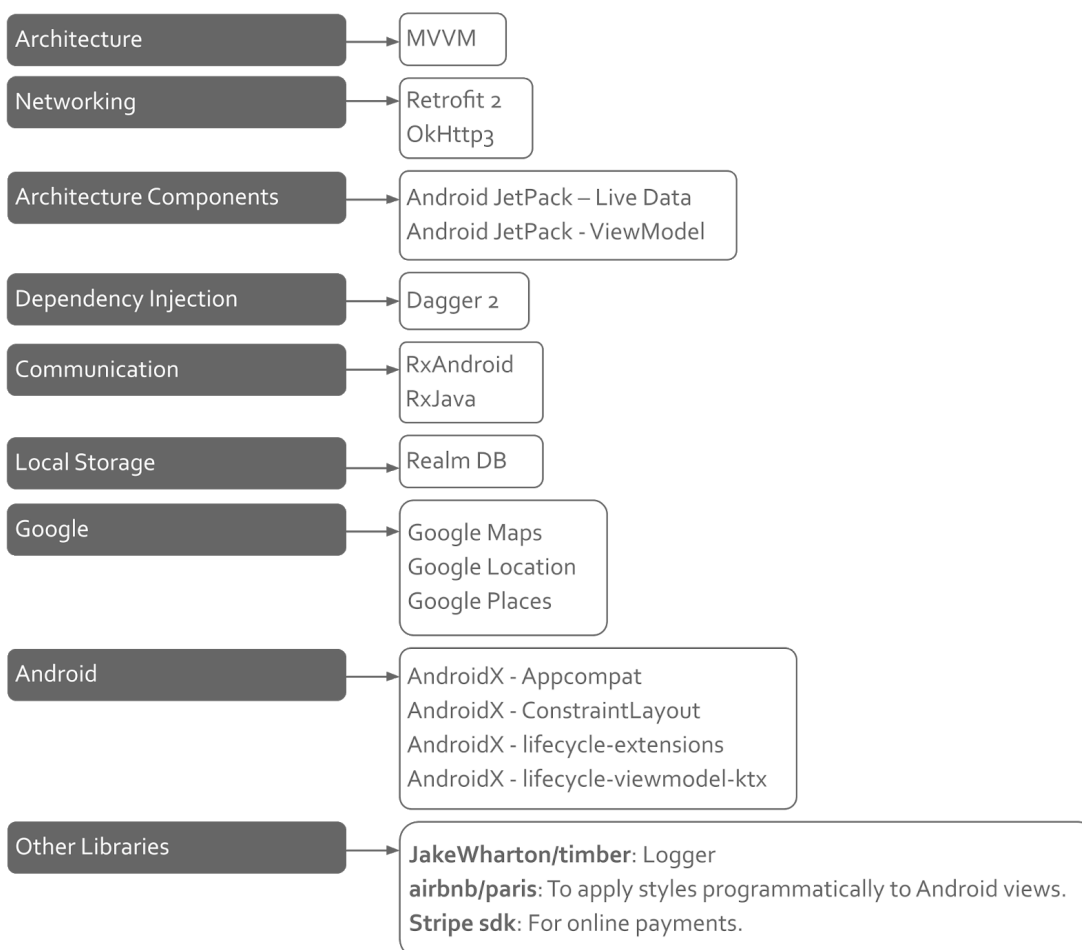 Architecture
MVVM
Networking
Retrofit 2
OkHttp3
Architecture Components
Android JetPack – Live Data
Android JetPack - ViewModel
Dependency Injection
Dagger 2
Communication
RxAndroid
RxJava
Local Storage
Realm DB
Google
Google Maps
Google Location
Google Places
Android
AndroidX - Appcompat
AndroidX - ConstraintLayout
AndroidX - lifecycle-extensions
AndroidX - lifecycle-viewmodel-ktx
Other Libraries
JakeWharton/timber: Logger
airbnb/paris: To apply styles programmatically to Android views.
Stripe sdk: For online payments.